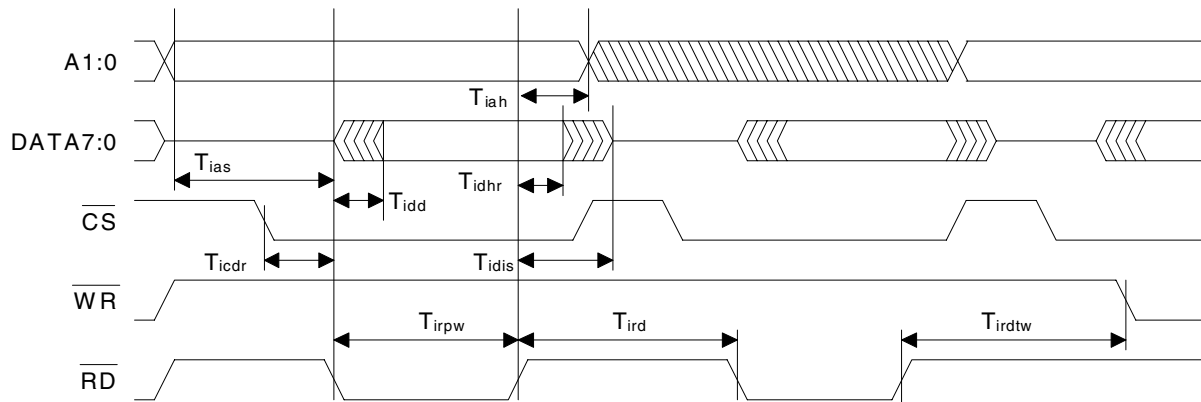 A1:0
Tiah
DATA7:0
Tias
Tidd
Tidhr
CS
Ticdr
Tidis
WR
Tirpw
Tird
Tirdtw
RD